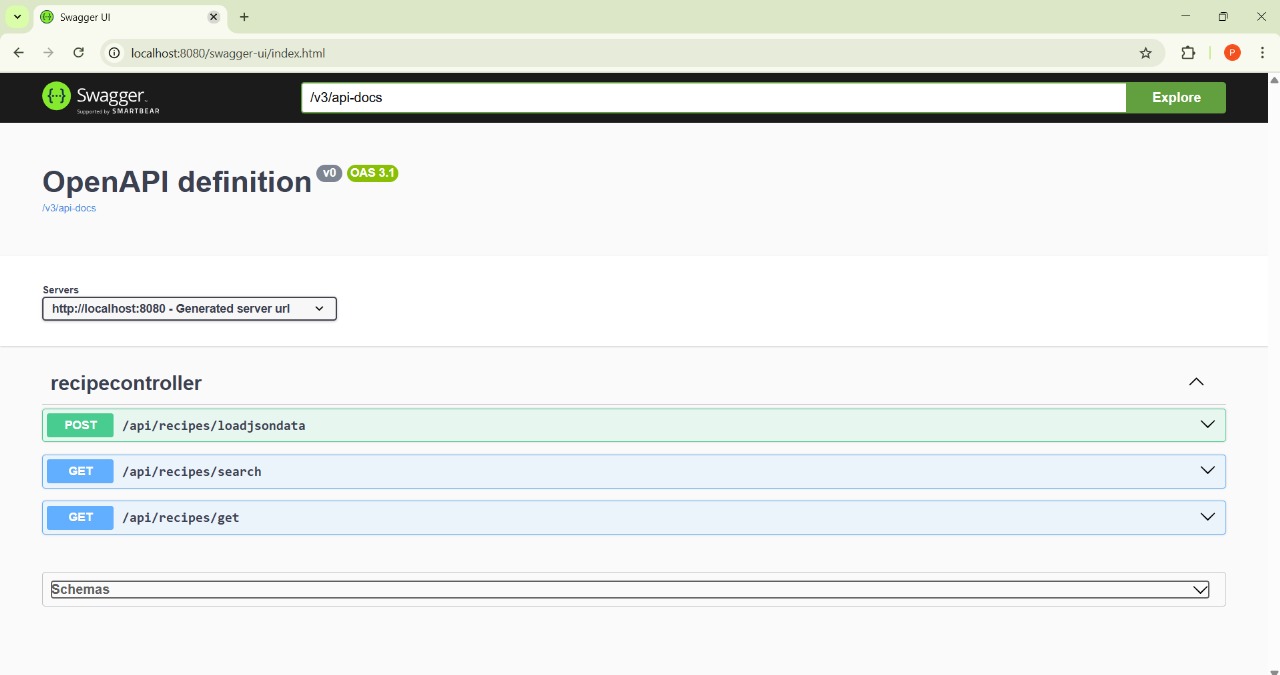 Swagger UI
localhost:8080/swagger-ui/index.html
P
{···} Swagger
Supported by SMARTBEAR
/v3/api-docs
Explore
OpenAPI definition v0 OAS 3.1
/v3/api-docs
Servers
http://localhost:8080 - Generated server url
recipecontroller
POST /api/recipes/loadjsondata
GET /api/recipes/search
GET /api/recipes/get
Schemas